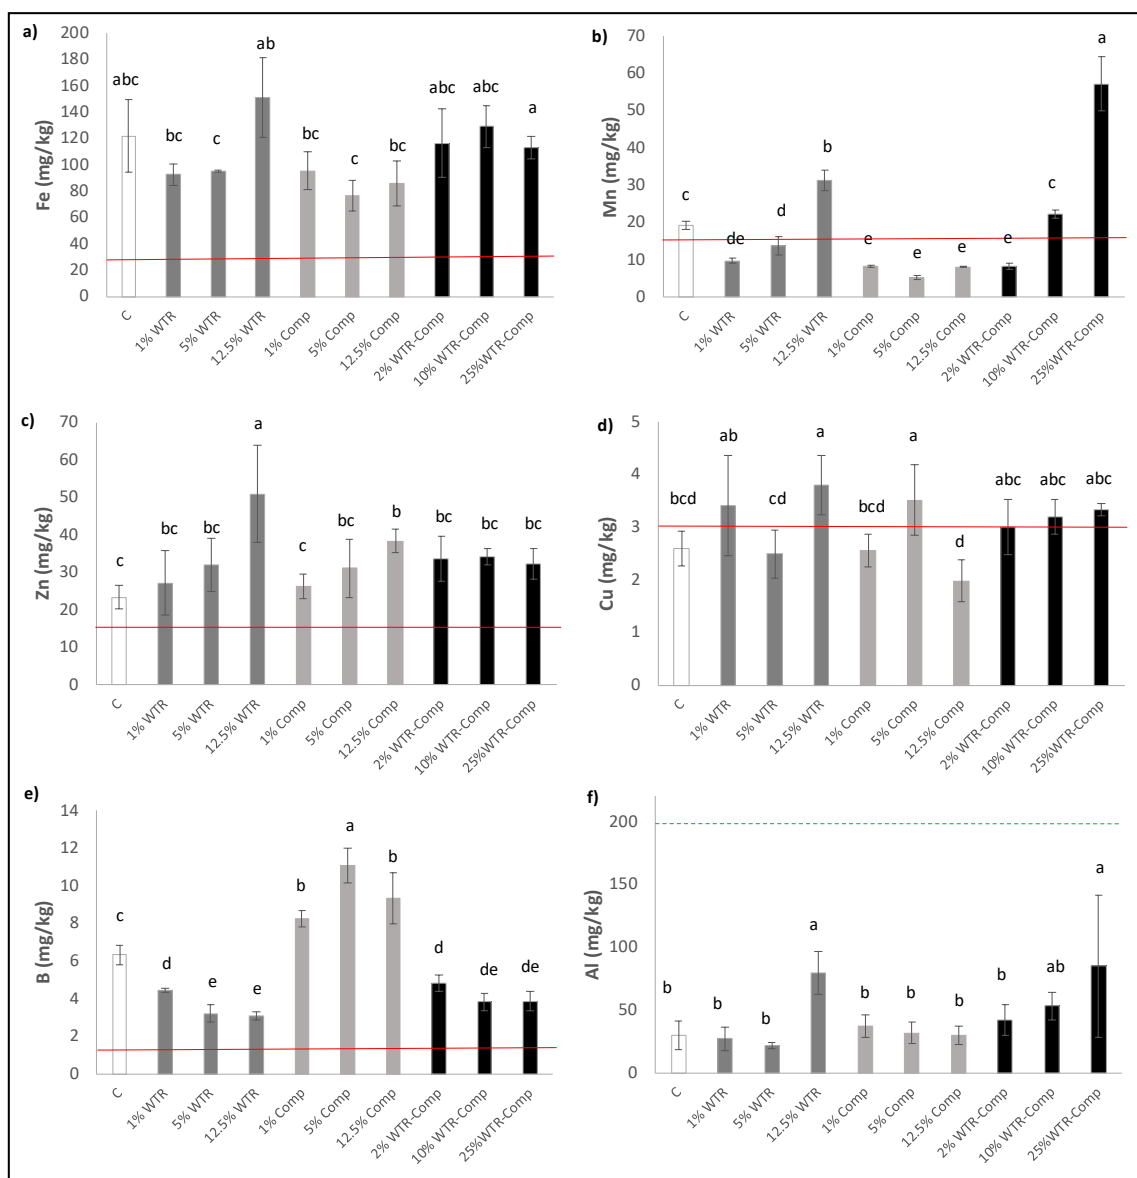 a)
Fe (mg/kg)
200
180
160
140
120
100
80
60
40
20
0
abc
bc
c
ab
bc
c
bc
abc
abc
a
C
1% WTR
5% WTR
12.5% WTR
1% Comp
5% Comp
12.5% Comp
2% WTR-Comp
10% WTR-Comp
25%WTR-Comp
b)
Mn (mg/kg)
70
60
50
40
30
20
10
0
c
de
d
b
e
e
e
e
c
a
C
1% WTR
5% WTR
12.5% WTR
1% Comp
5% Comp
12.5% Comp
2% WTR-Comp
10% WTR-Comp
25%WTR-Comp
c)
Zn (mg/kg)
70
60
50
40
30
20
10
0
c
bc
bc
a
c
bc
b
bc
bc
bc
C
1% WTR
5% WTR
12.5% WTR
1% Comp
5% Comp
12.5% Comp
2% WTR-Comp
10% WTR-Comp
25%WTR-Comp
d)
Cu (mg/kg)
5
4
3
2
1
0
bcd
ab
cd
a
bcd
a
d
abc
abc
abc
C
1% WTR
5% WTR
12.5% WTR
1% Comp
5% Comp
12.5% Comp
2% WTR-Comp
10% WTR-Comp
25%WTR-Comp
e)
B (mg/kg)
14
12
10
8
6
4
2
0
c
d
e
e
b
a
b
d
de
de
C
1% WTR
5% WTR
12.5% WTR
1% Comp
5% Comp
12.5% Comp
2% WTR-Comp
10% WTR-Comp
25%WTR-Comp
f)
Al (mg/kg)
200
150
100
50
0
b
b
b
a
b
b
b
b
ab
a
C
1% WTR
5% WTR
12.5% WTR
1% Comp
5% Comp
12.5% Comp
2% WTR-Comp
10% WTR-Comp
25%WTR-Comp